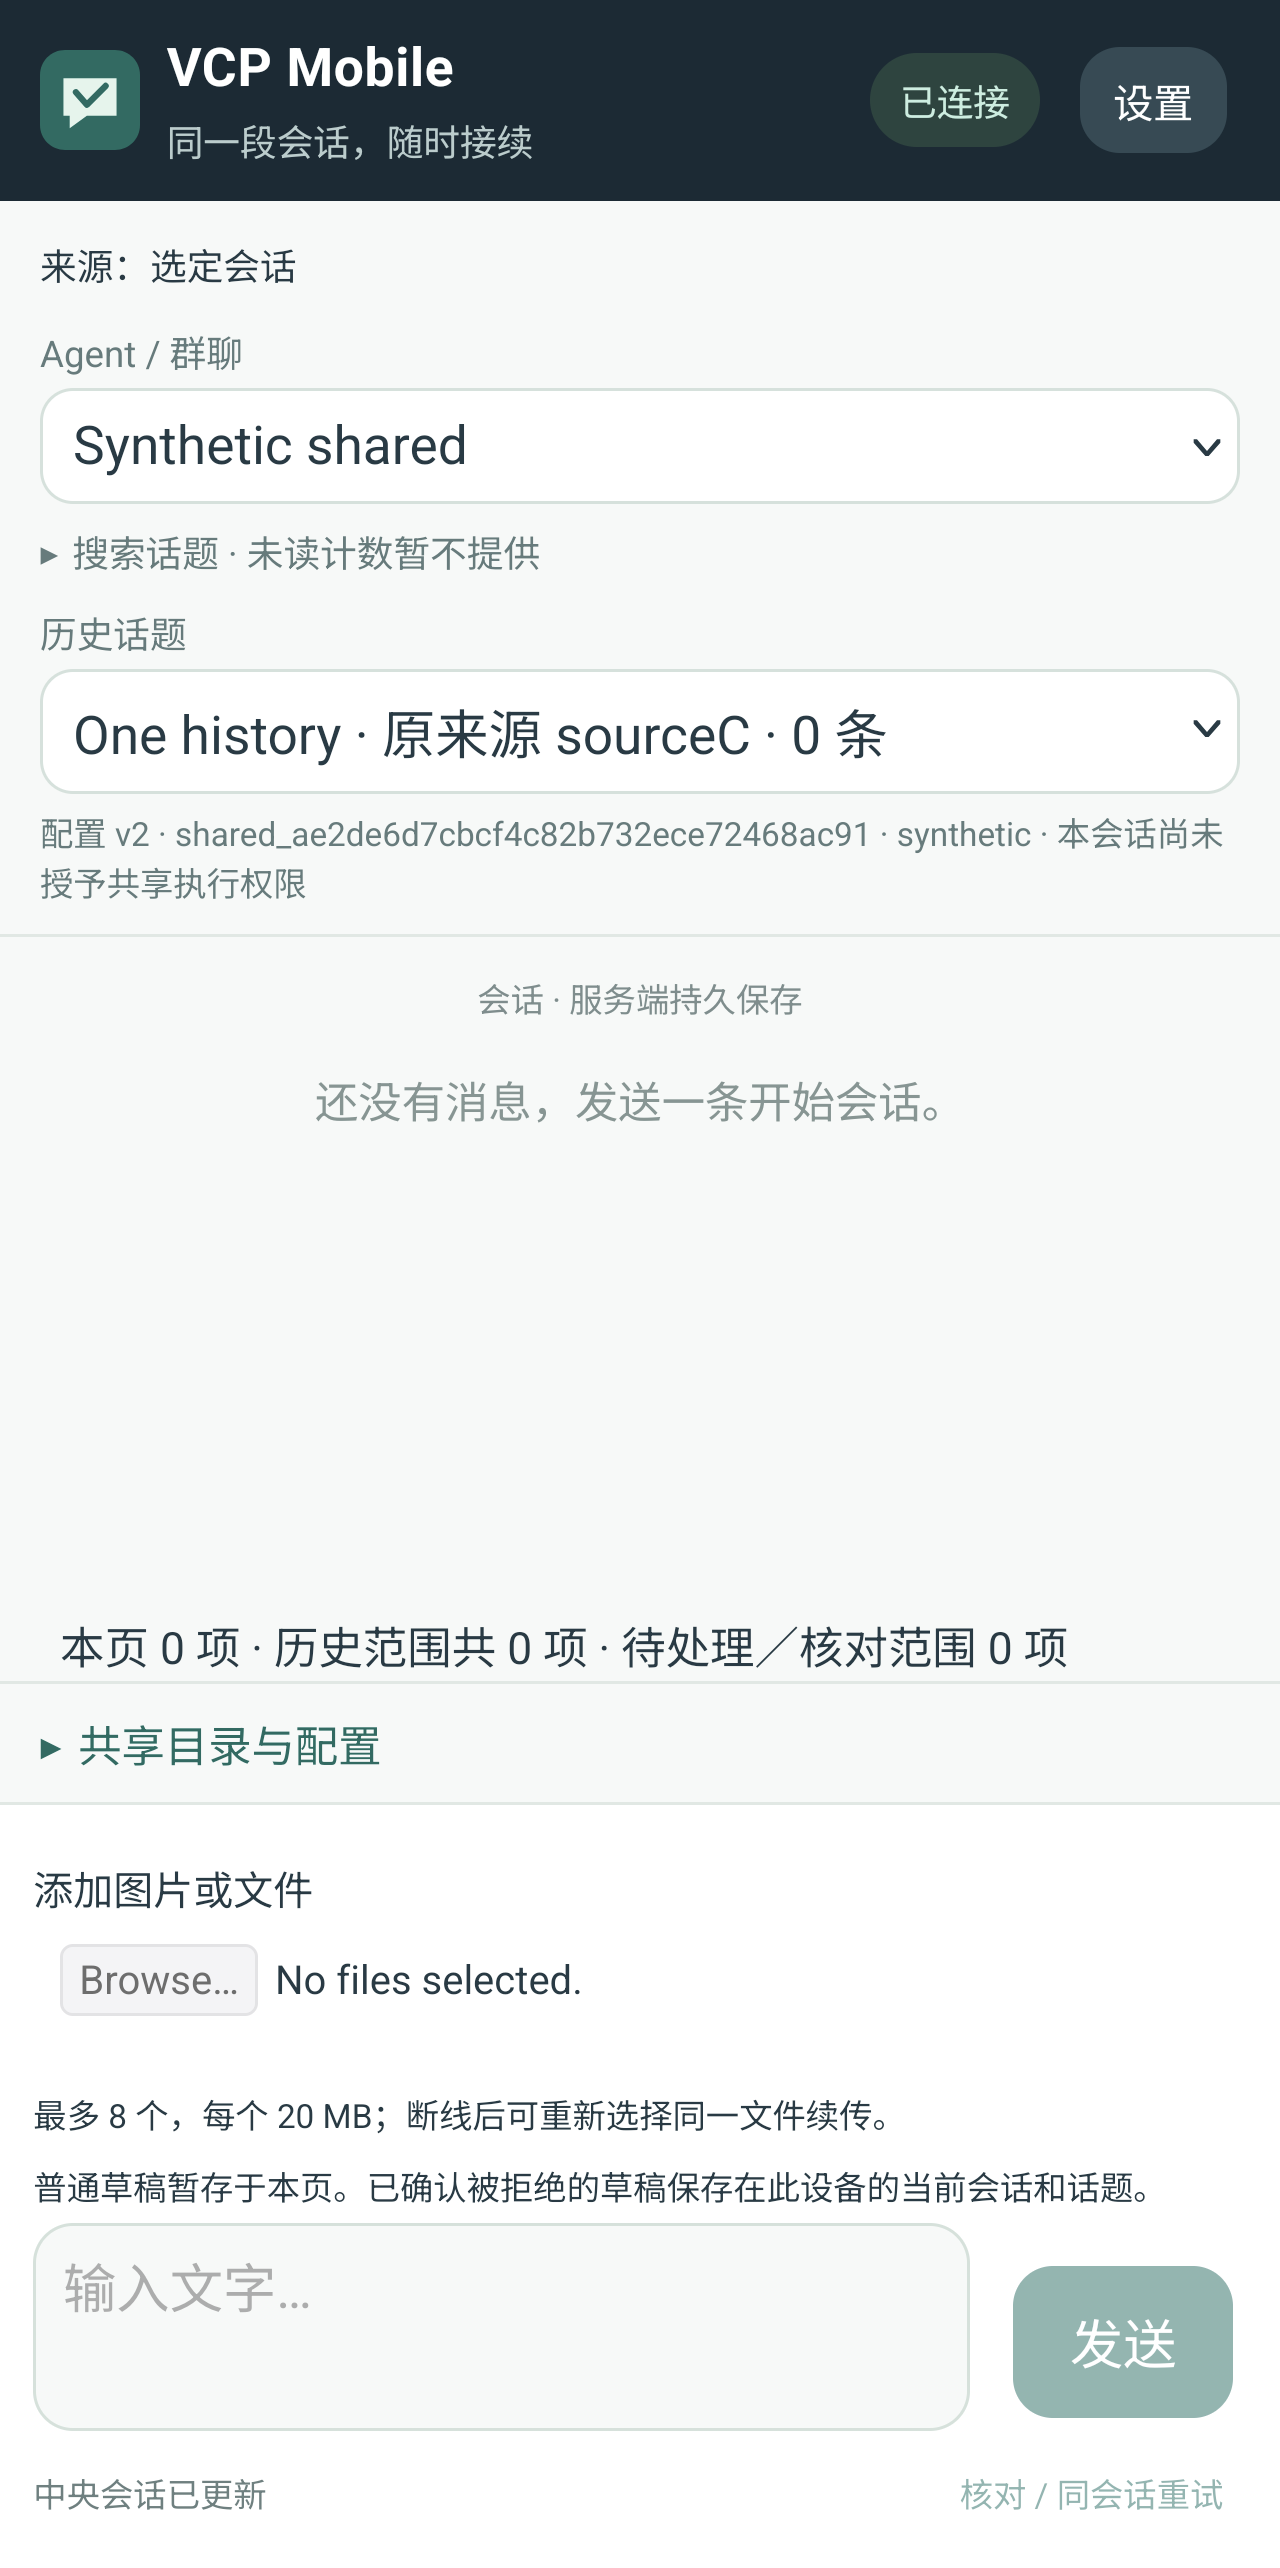 VCP Mobile
同一段会话，随时接续
已连接
设置
来源：选定会话
Agent / 群聊
Synthetic shared
▸ 搜索话题 · 未读计数暂不提供
历史话题
One history · 原来源 sourceC · 0 条
配置 v2 · shared_ae2de6d7cbcf4c82b732ece72468ac91 · synthetic · 本会话尚未
授予共享执行权限
会话 · 服务端持久保存
还没有消息，发送一条开始会话。
本页 0 项 · 历史范围共 0 项 · 待处理／核对范围 0 项
▸ 共享目录与配置
添加图片或文件
Browse… No files selected.
最多 8 个，每个 20 MB；断线后可重新选择同一文件续传。
普通草稿暂存于本页。已确认被拒绝的草稿保存在此设备的当前会话和话题。
输入文字…
发送
中央会话已更新
核对 / 同会话重试